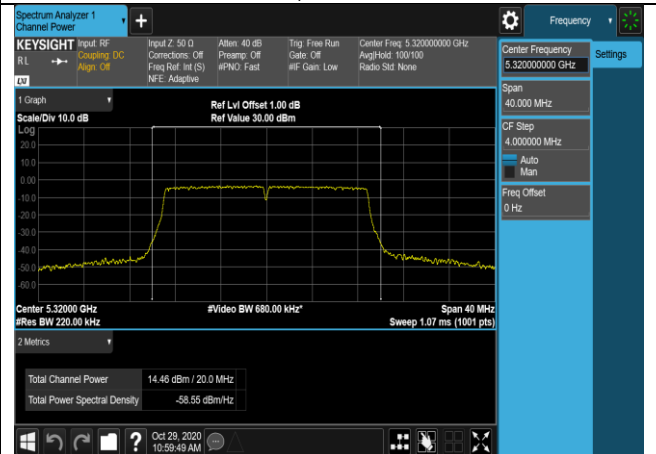 Spectrum Analyzer 1
Channel Power
+
Frequency
KEYSIGHT
RL
LXI
Input: RF
Coupling: DC
Align: Off
Input Z: 50 Ω
Corrections: Off
Freq Ref: Int (S)
NFE: Adaptive
Atten: 40 dB
Preamp: Off
#PNO: Fast
Trig: Free Run
Gate: Off
#IF Gain: Low
Center Freq: 5.320000000 GHz
Avg|Hold: 100/100
Radio Std: None
Center Frequency
5.320000000 GHz
Settings
Span
40.000 MHz
CF Step
4.000000 MHz
Auto
Man
Freq Offset
0 Hz
1 Graph
Scale/Div 10.0 dB
Ref Lvl Offset 1.00 dB
Ref Value 30.00 dBm
Log
20.0
10.0
0.00
-10.0
-20.0
-30.0
-40.0
-50.0
-60.0
Center 5.32000 GHz
#Video BW 680.00 kHz*
Span 40 MHz
#Res BW 220.00 kHz
Sweep 1.07 ms (1001 pts)
2 Metrics
Total Channel Power 14.46 dBm / 20.0 MHz
Total Power Spectral Density -58.55 dBm/Hz
?
Oct 29, 2020
10:59:49 AM